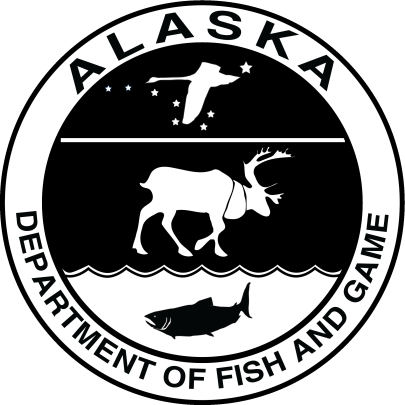 ALASKA
DEPARTMENT OF FISH AND GAME